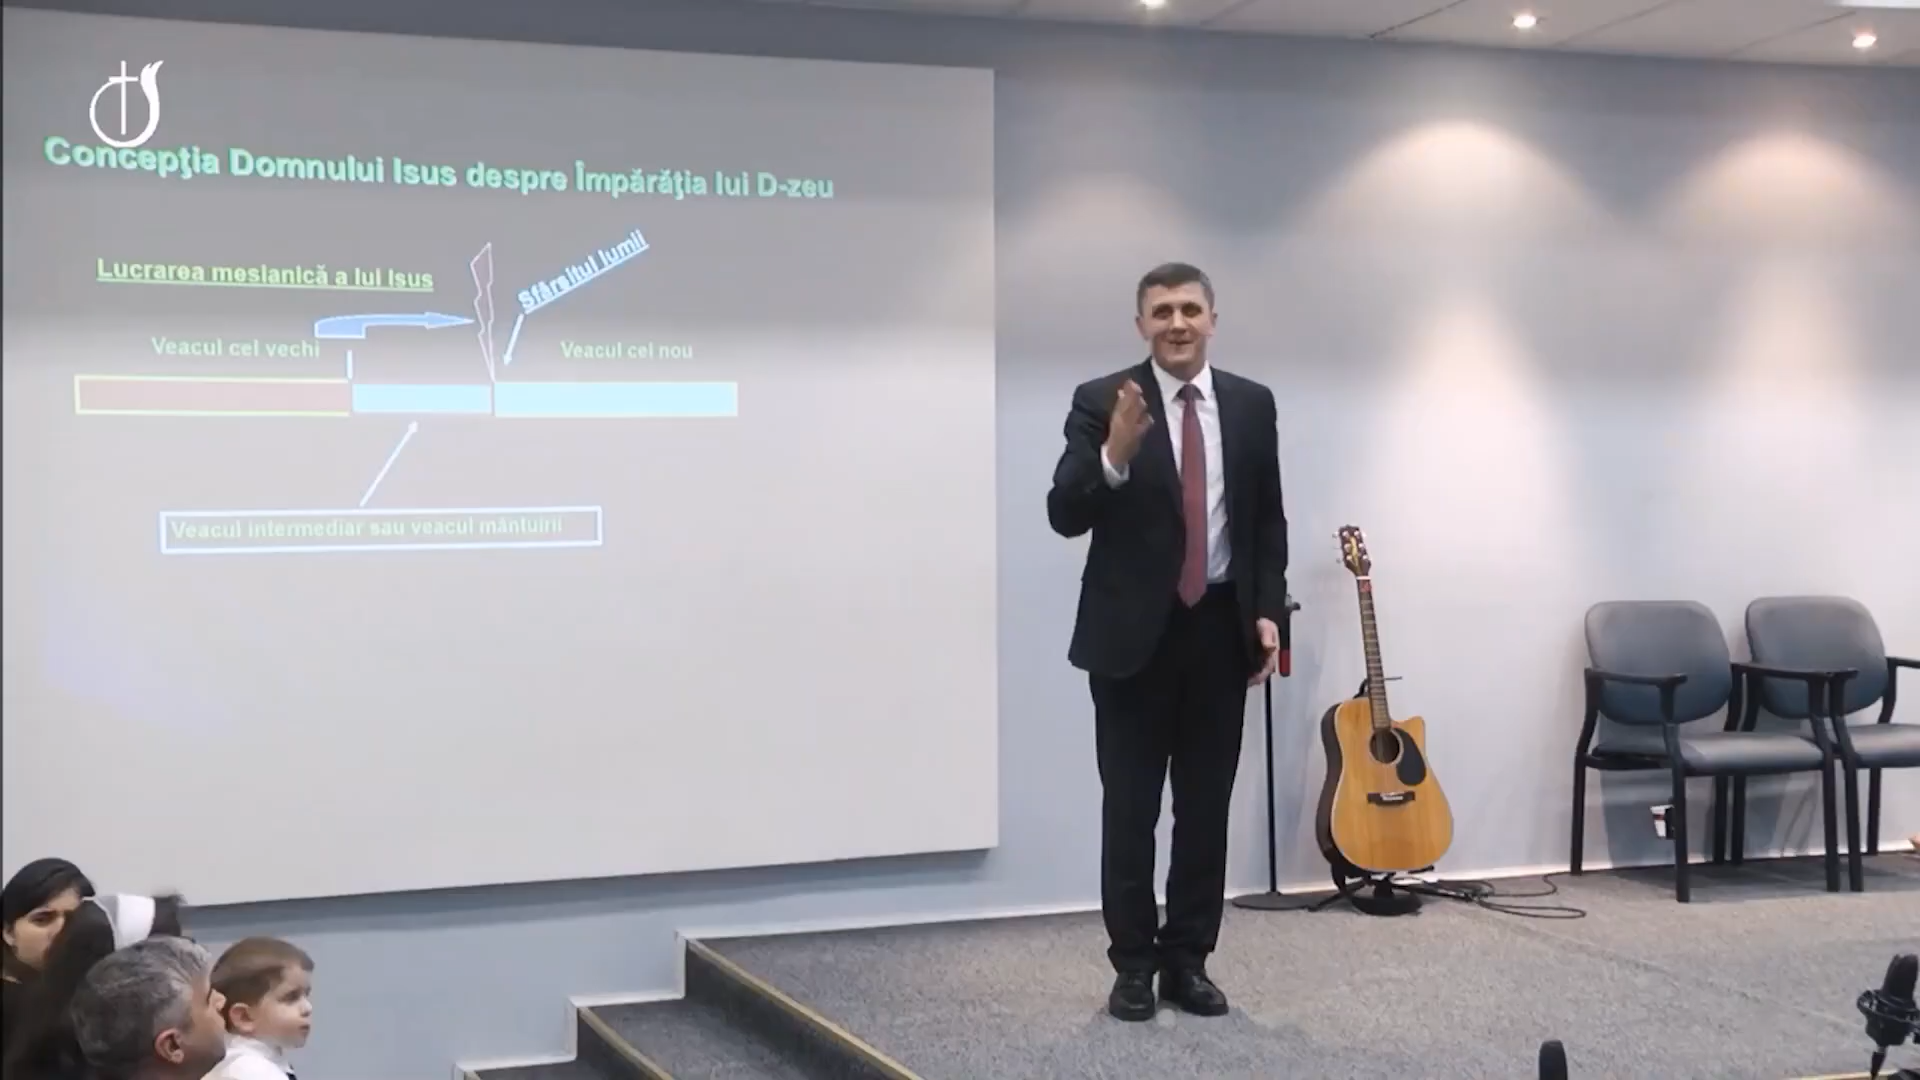 Concepţia Domnului Isus despre Împărăţia lui D-zeu
Lucrarea mesianică a lui Isus
Sfârsitul lumii
Veacul cel vechi
Veacul cel nou
Veacul intermediar sau veacul mântuirii